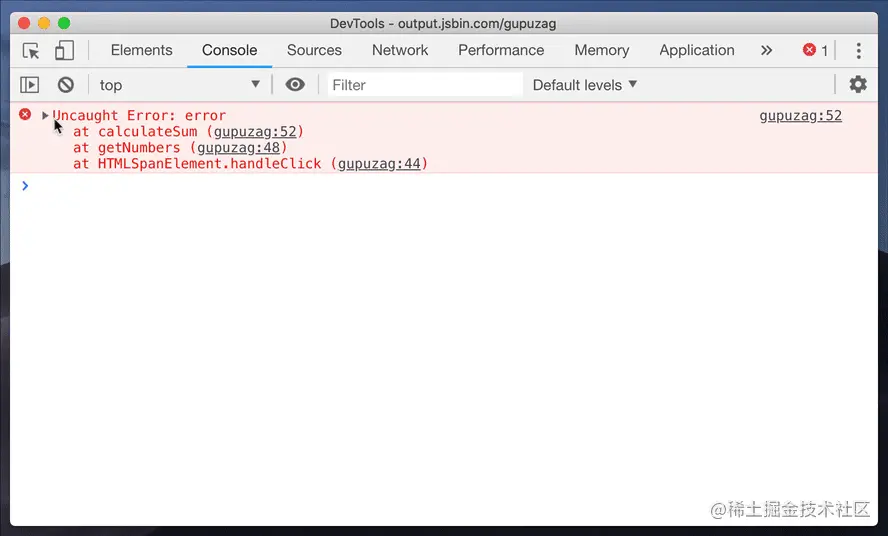 DevTools - output.jsbin.com/gupuzag
Elements Console Sources Network Performance Memory Application » 1
top Filter Default levels
Uncaught Error: error gupuzag:52
at calculateSum (gupuzag:52)
at getNumbers (gupuzag:48)
at HTMLSpanElement.handleClick (gupuzag:44)
@稀土掘金技术社区